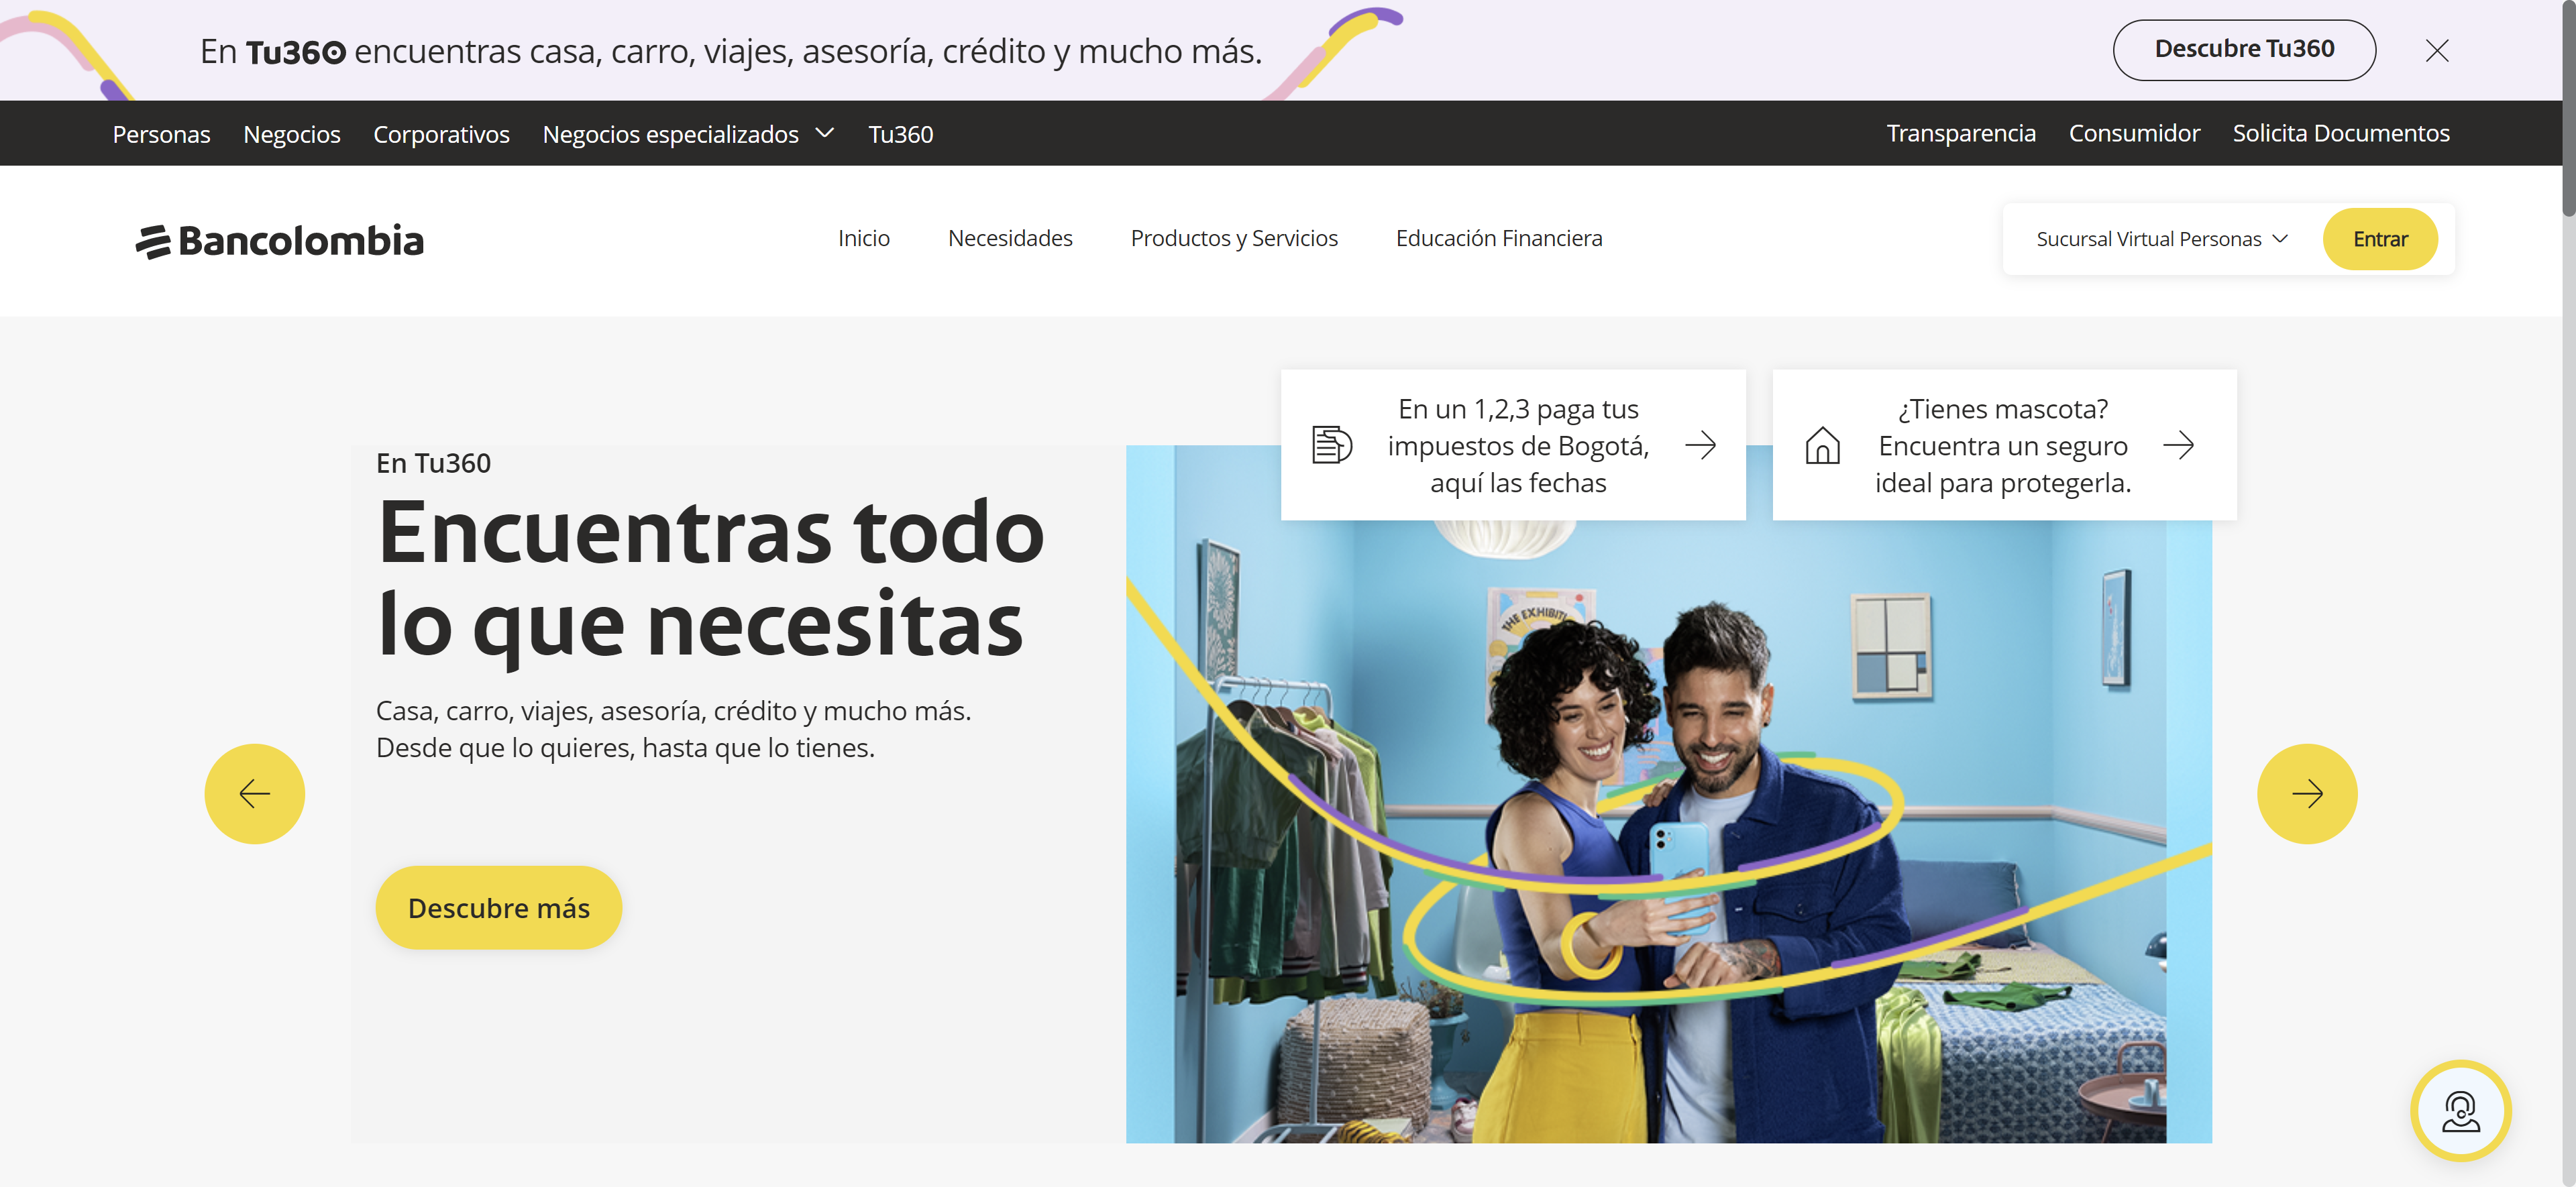 En Tu360 encuentras casa, carro, viajes, asesoría, crédito y mucho más.
Descubre Tu360
Personas Negocios Corporativos Negocios especializados Tu360
Transparencia Consumidor Solicita Documentos
Bancolombia
Inicio Necesidades Productos y Servicios Educación Financiera
Sucursal Virtual Personas
Entrar
En un 1,2,3 paga tus
impuestos de Bogotá,
aquí las fechas
¿Tienes mascota?
Encuentra un seguro
ideal para protegerla.
En Tu360
Encuentras todo
lo que necesitas
Casa, carro, viajes, asesoría, crédito y mucho más.
Desde que lo quieres, hasta que lo tienes.
Descubre más
THE